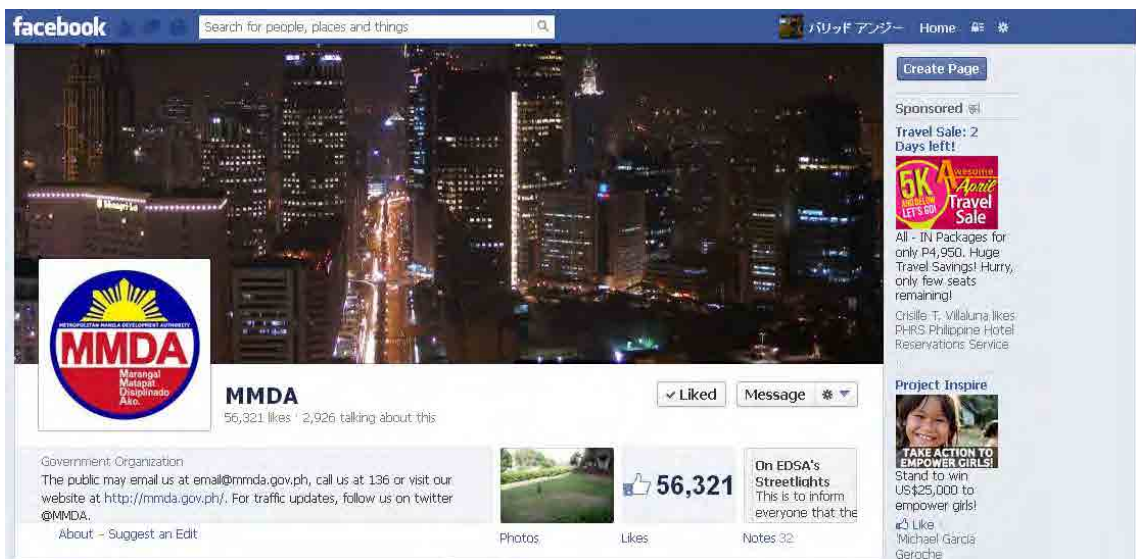 facebook
Search for people, places and things
バリッド アンジー
Home
Create Page
Sponsored
Travel Sale: 2
Days left!
5K
AND BELOW
LET'S GO!
Awesome
April
Travel
Sale
All - IN Packages for
only P4,950. Huge
Travel Savings! Hurry,
only few seats
remaining!
Crisille T. Villaluna likes
PHRS Philippine Hotel
Reservations Service
Project Inspire
TAKE ACTION TO
EMPOWER GIRLS!
Stand to win
US$25,000 to
empower girls!
Like
Michael Garcia
Geroche
METROPOLITAN MANILA DEVELOPMENT AUTHORITY
MMDA
Marangal
Matapat
Disiplinado
Ako.
MMDA
56,321 likes · 2,926 talking about this
Liked
Message
Government Organization
The public may email us at email@mmda.gov.ph, call us at 136 or visit our
website at http://mmda.gov.ph/. For traffic updates, follow us on twitter
@MMDA.
About - Suggest an Edit
Photos
56,321
Likes
On EDSA's
Streetlights
This is to inform
everyone that the
Notes 32